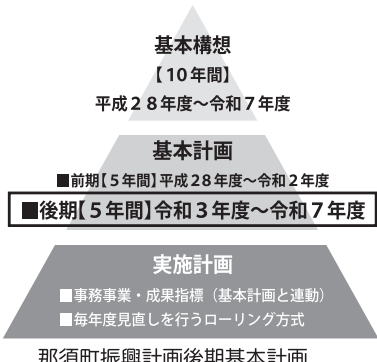 基本構想
【10年間】
平成28年度～令和7年度
基本計画
■前期【5年間】平成28年度～令和2年度
■後期【5年間】令和3年度～令和7年度
実施計画
■事務事業・成果指標（基本計画と連動）
■毎年度見直しを行うローリング方式
那須町振興計画後期基本計画